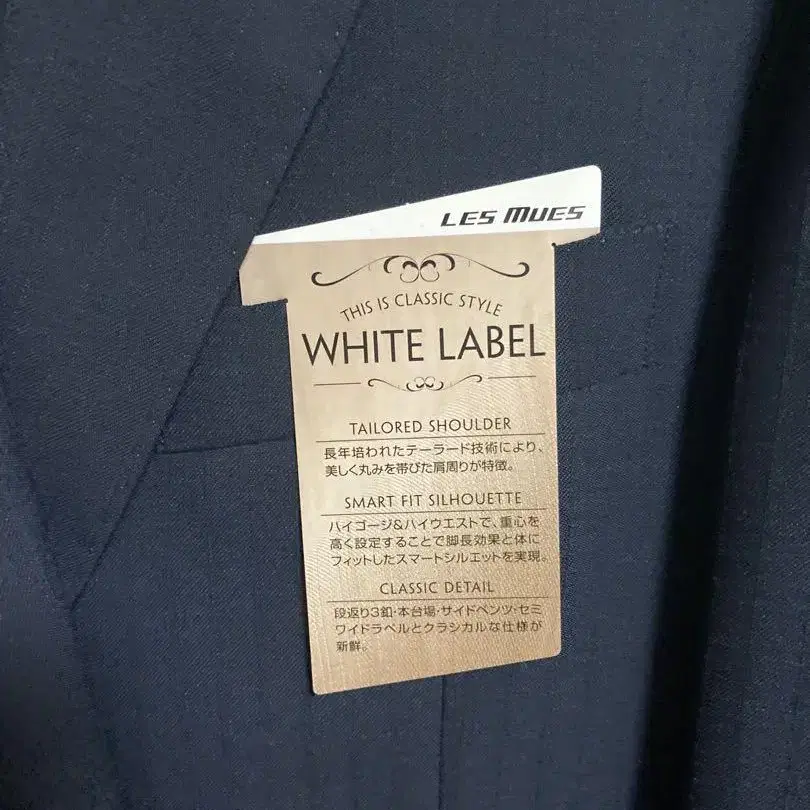 LES MUES
THIS IS CLASSIC STYLE
WHITE LABEL
TAILORED SHOULDER
長年培われたテーラード技術により、
美しく丸みを帯びた肩周りが特徴。
SMART FIT SILHOUETTE
ハイゴージ&ハイウエストで、重心を
高く設定することで脚長効果と体に
フィットしたスマートシルエットを実現。
CLASSIC DETAIL
段返り3釦・本台場・サイドベンツ・セミ
ワイドラペルとクラシカルな仕様が
新鮮。